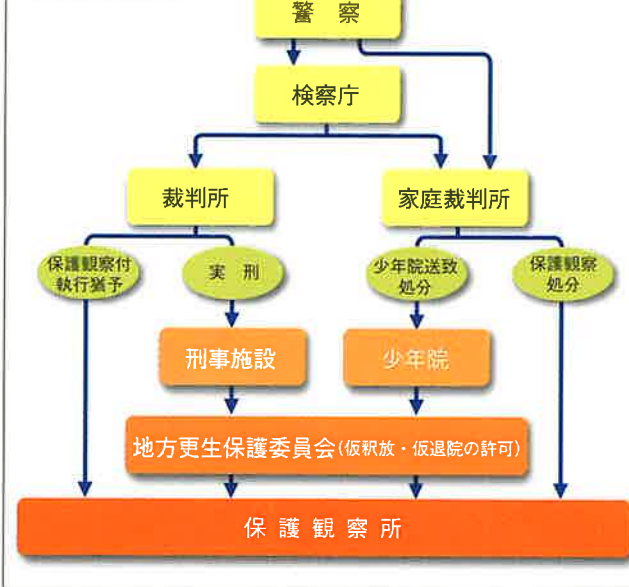 警 察
検察庁
裁判所
家庭裁判所
保護観察付
執行猶予
実 刑
少年院送致
処分
保護観察
処分
刑事施設
少年院
地方更生保護委員会(仮釈放・仮退院の許可)
保 護 観 察 所